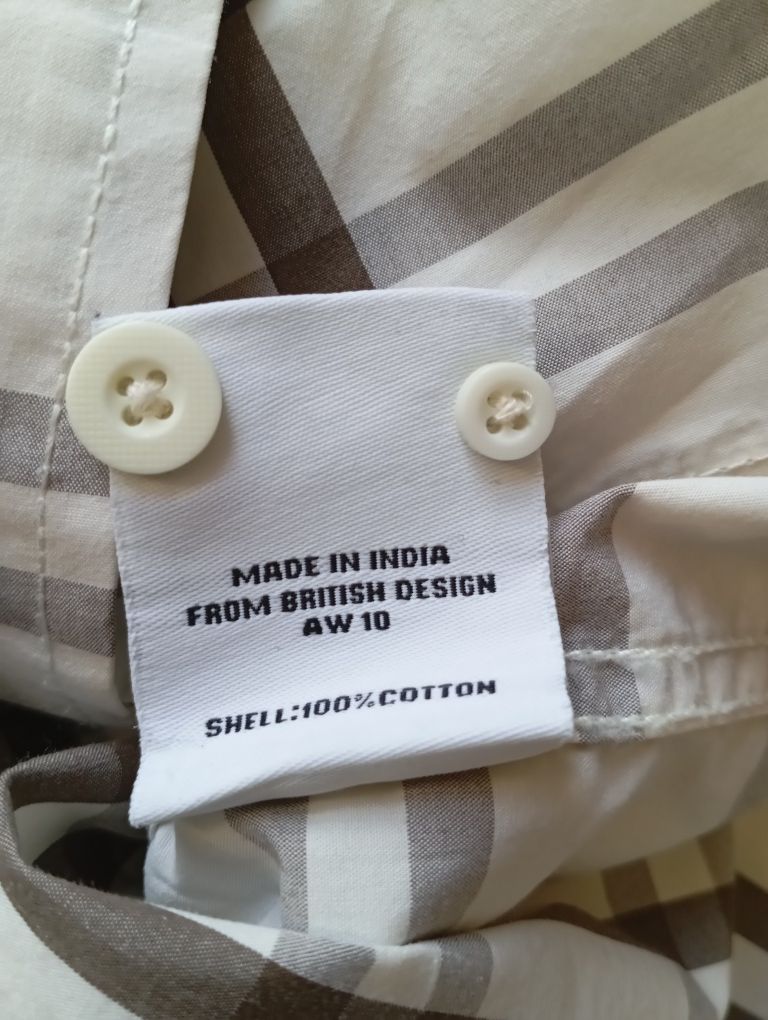 MADE IN INDIA
FROM BRITISH DESIGN
AW 10
SHELL:100%COTTON